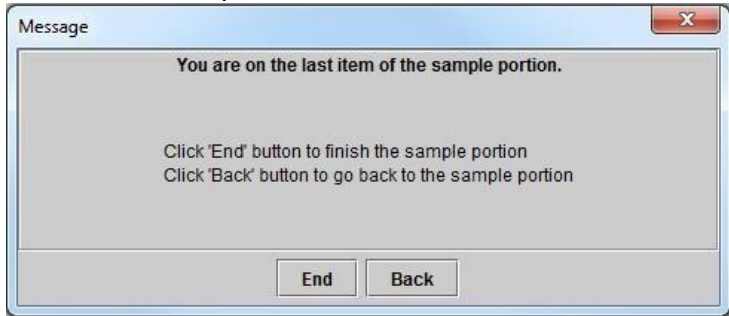 Message
X
You are on the last item of the sample portion.
Click 'End' button to finish the sample portion
Click 'Back' button to go back to the sample portion
End Back